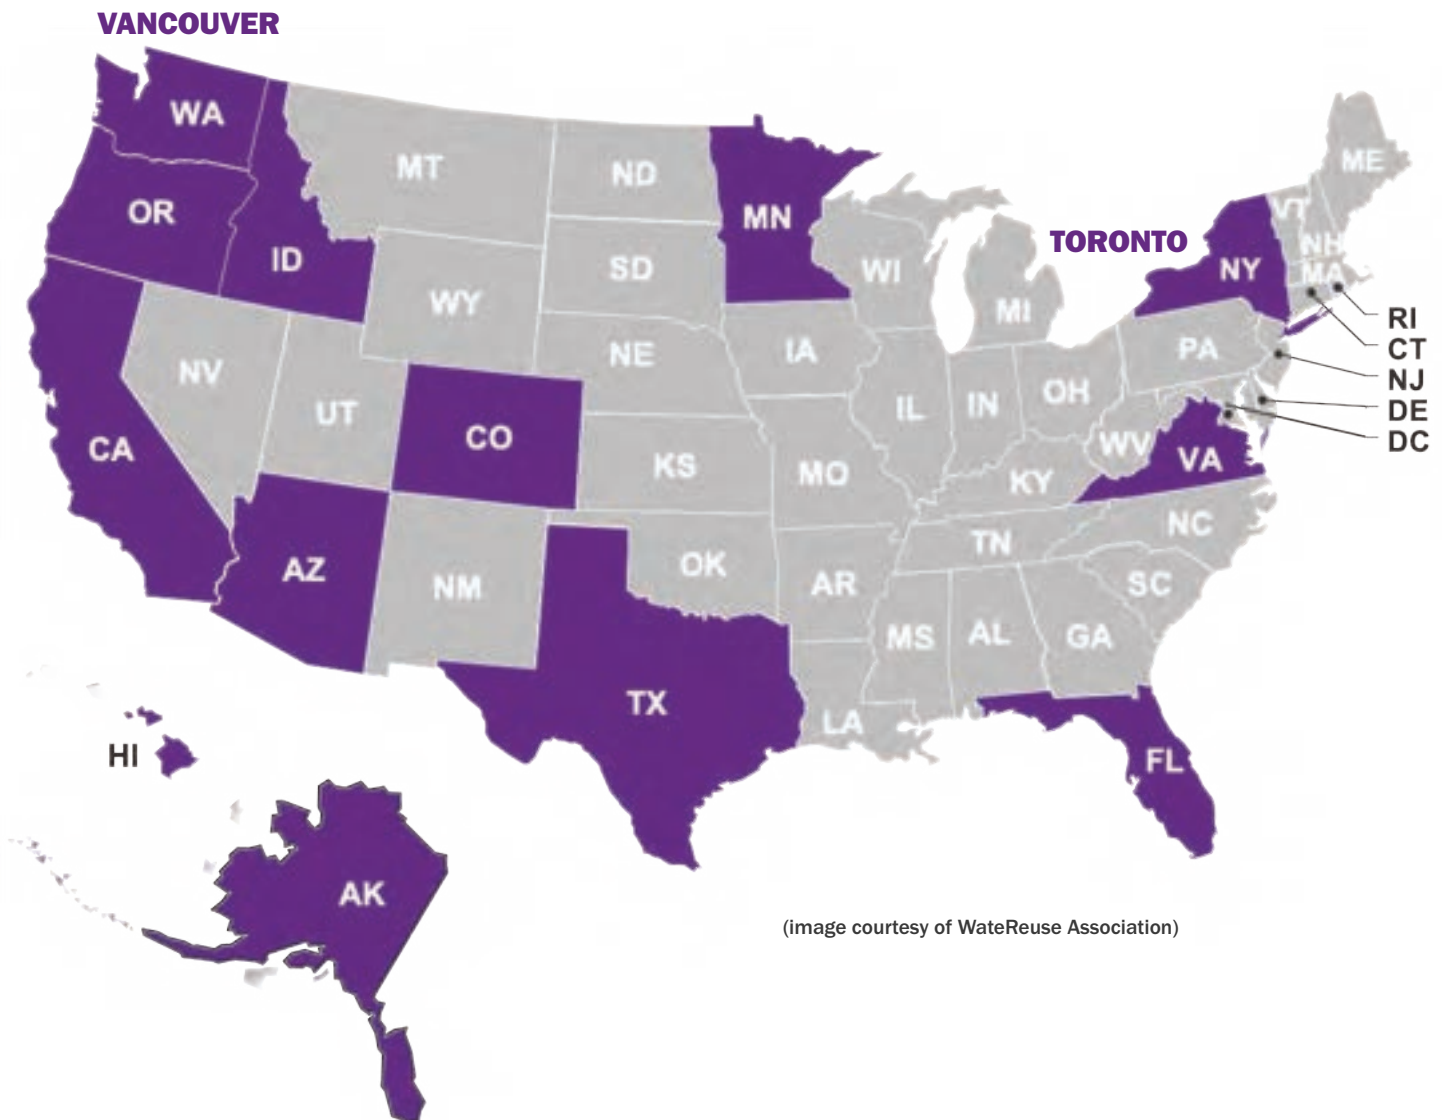 VANCOUVER
WA
MT
ND
MN
ME
OR
VT
TORONTO
NH
ID
SD
WI
NY
MA
WY
MI
RI
NV
NE
IA
PA
CT
NJ
UT
OH
IL
IN
DE
CO
DC
CA
KS
MO
WV
VA
KY
NC
TN
AZ
OK
NM
AR
SC
MS
AL
GA
TX
LA
HI
FL
AK
(image courtesy of WateReuse Association)